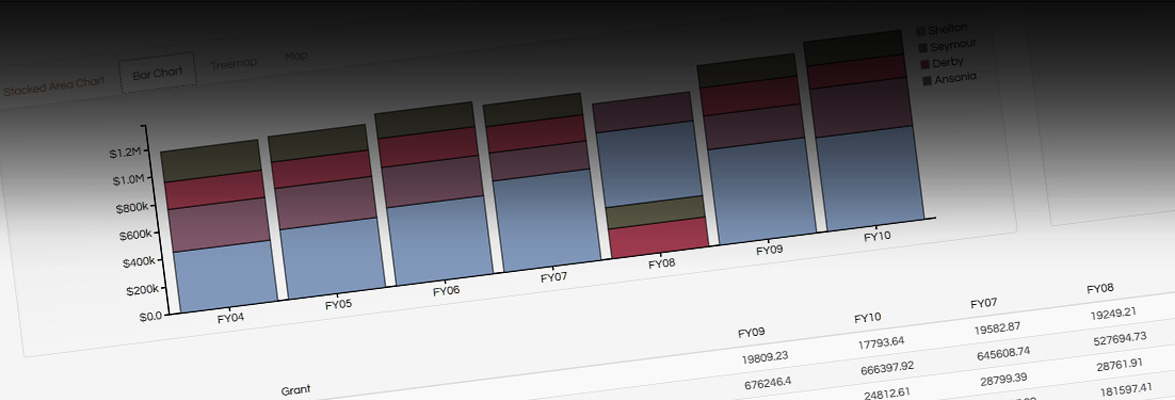 Stacked Area Chart Bar Chart Treemap Map
Shelton
Seymour
Derby
Ansonia
$1.2M
$1.0M
$800k
$600k
$400k
$200k
$0.0
FY04 FY05 FY06 FY07 FY08 FY09 FY10
Grant FY09 FY10 FY07 FY08
19809.23 17793.64 19582.87 19249.21
676246.4 666397.92 645608.74 527694.73
24812.61 28799.39 28761.91
181597.41